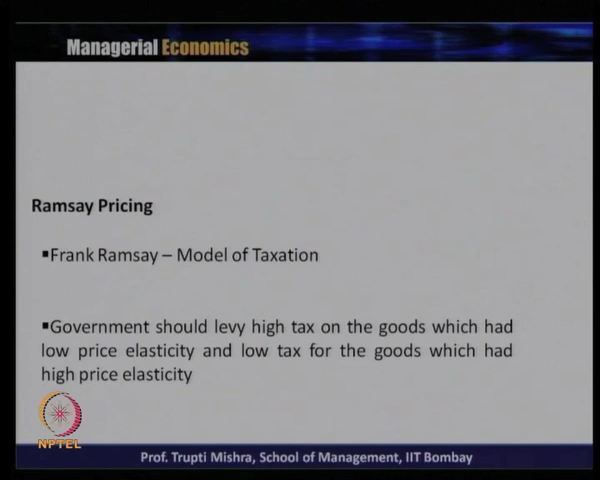 Managerial Economics
Ramsay Pricing
▪Frank Ramsay – Model of Taxation
▪Government should levy high tax on the goods which had
low price elasticity and low tax for the goods which had
high price elasticity
NPTEL
Prof. Trupti Mishra, School of Management, IIT Bombay